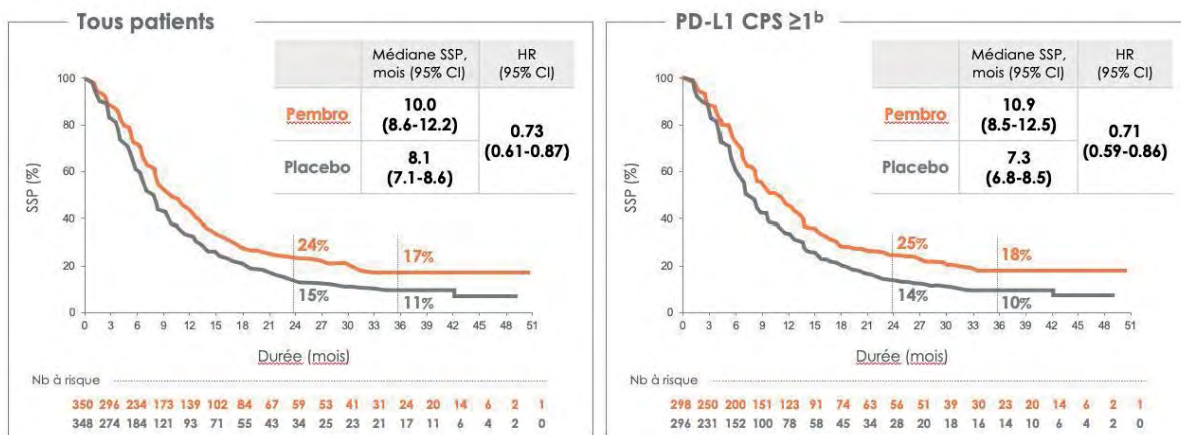 Tous patients
Médiane SSP, mois (95% CI)
HR (95% CI)
Pembro
10.0 (8.6-12.2)
0.73 (0.61-0.87)
Placebo
8.1 (7.1-8.6)
SSP (%)
100
80
60
40
20
0
24%
17%
15%
11%
0 3 6 9 12 15 18 21 24 27 30 33 36 39 42 45 48 51
Durée (mois)
Nb à risque
350 296 234 173 139 102 84 67 59 53 41 31 24 20 14 6 2 1
348 274 184 121 93 71 55 43 34 25 23 21 17 11 6 4 2 0
PD-L1 CPS ≥1ᵇ
Médiane SSP, mois (95% CI)
HR (95% CI)
Pembro
10.9 (8.5-12.5)
0.71 (0.59-0.86)
Placebo
7.3 (6.8-8.5)
SSP (%)
100
80
60
40
20
0
25%
18%
14%
10%
0 3 6 9 12 15 18 21 24 27 30 33 36 39 42 45 48 51
Durée (mois)
Nb à risque
298 250 200 151 123 91 74 63 56 51 39 30 23 20 14 6 2 1
296 231 152 100 78 58 45 34 28 20 18 16 14 10 6 4 2 0